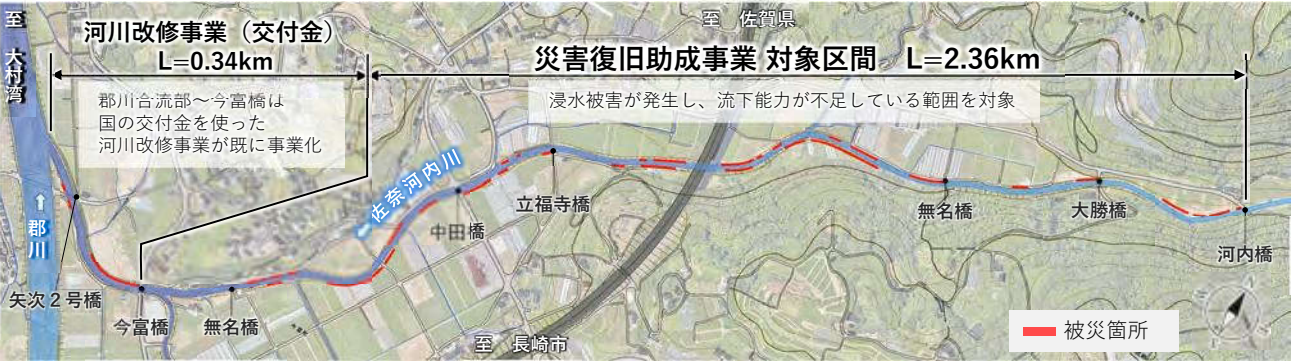 至 大村湾
河川改修事業（交付金）
L=0.34km
郡川合流部～今富橋は
国の交付金を使った
河川改修事業が既に事業化
至 佐賀県
災害復旧助成事業 対象区間 L=2.36km
浸水被害が発生し、流下能力が不足している範囲を対象
佐奈河内川
郡川
矢次２号橋
今富橋
無名橋
中田橋
立福寺橋
無名橋
大勝橋
河内橋
至 長崎市
被災箇所